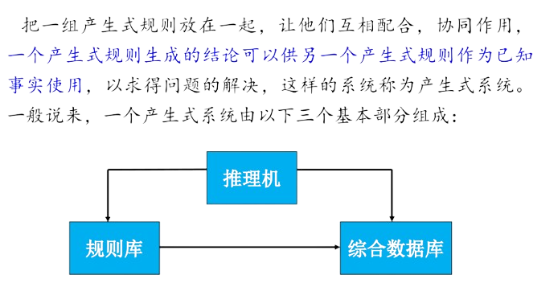 把一组产生式规则放在一起，让他们互相配合，协同作用，
一个产生式规则生成的结论可以供另一个产生式规则作为已知
事实使用，以求得问题的解决，这样的系统称为产生式系统。
一般说来，一个产生式系统由以下三个基本部分组成：
推理机
规则库
综合数据库